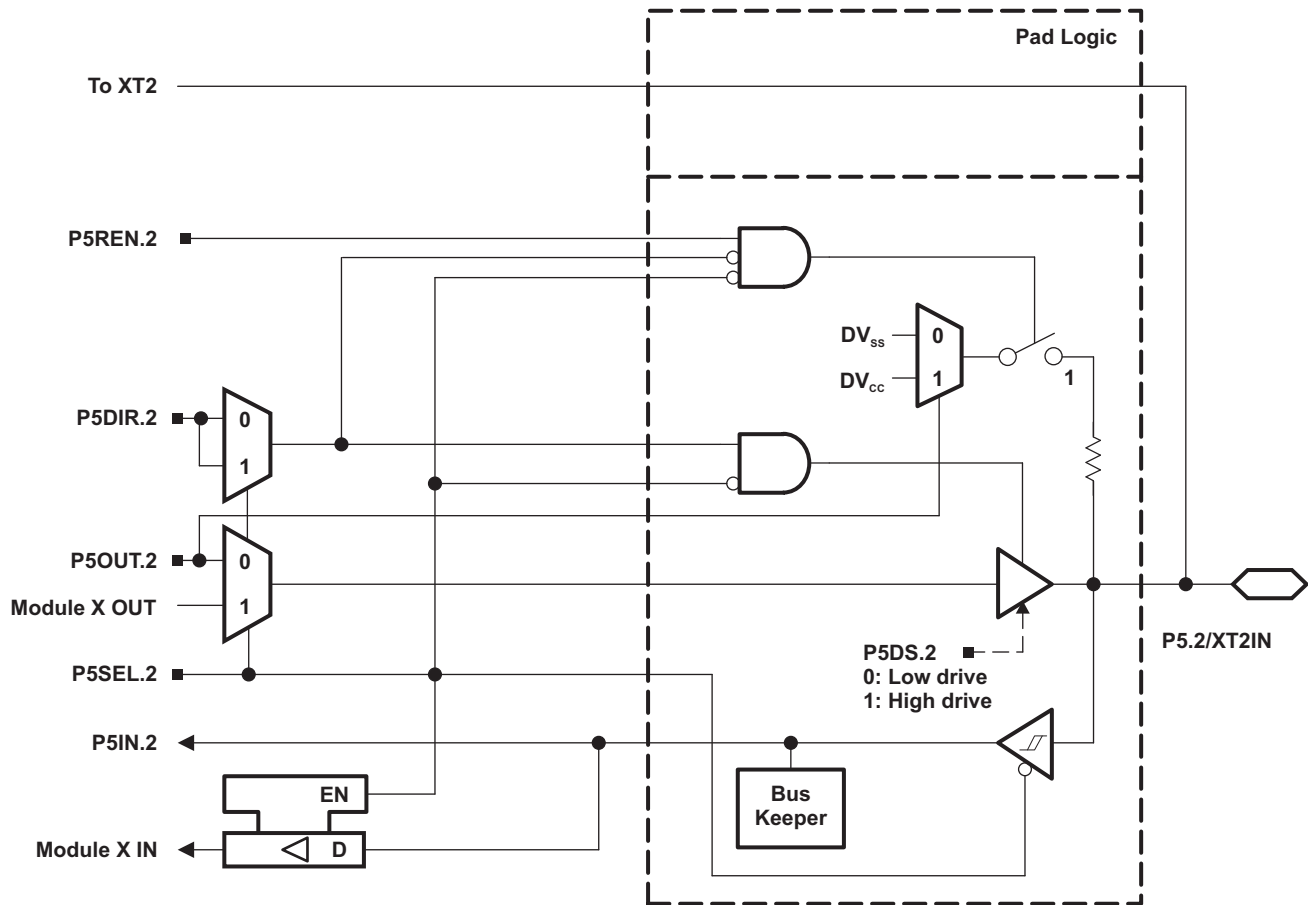 Pad Logic
To XT2
P5REN.2
DVSS
0
DVCC
1
1
P5DIR.2
0
1
P5OUT.2
0
Module X OUT
1
P5DS.2
0: Low drive
1: High drive
P5.2/XT2IN
P5SEL.2
P5IN.2
Bus
Keeper
EN
Module X IN
D